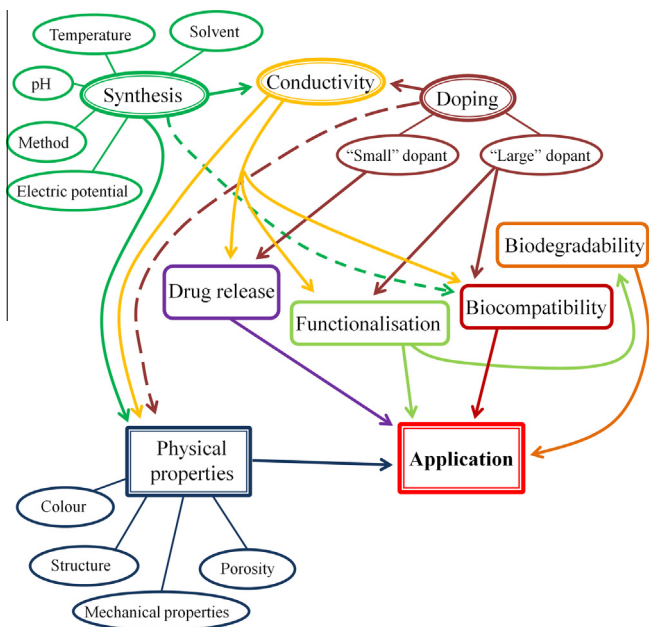 Temperature
Solvent
pH
Synthesis
Conductivity
Doping
Method
"Small" dopant
"Large" dopant
Electric potential
Biodegradability
Drug release
Functionalisation
Biocompatibility
Physical
properties
Application
Colour
Structure
Porosity
Mechanical properties